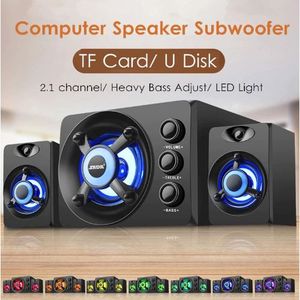 Computer Speaker Subwoofer
TF Card/ U Disk
2.1 channel/ Heavy Bass Adjust/ LED Light
-VOLUME+
-TREBLE+
-BASS+